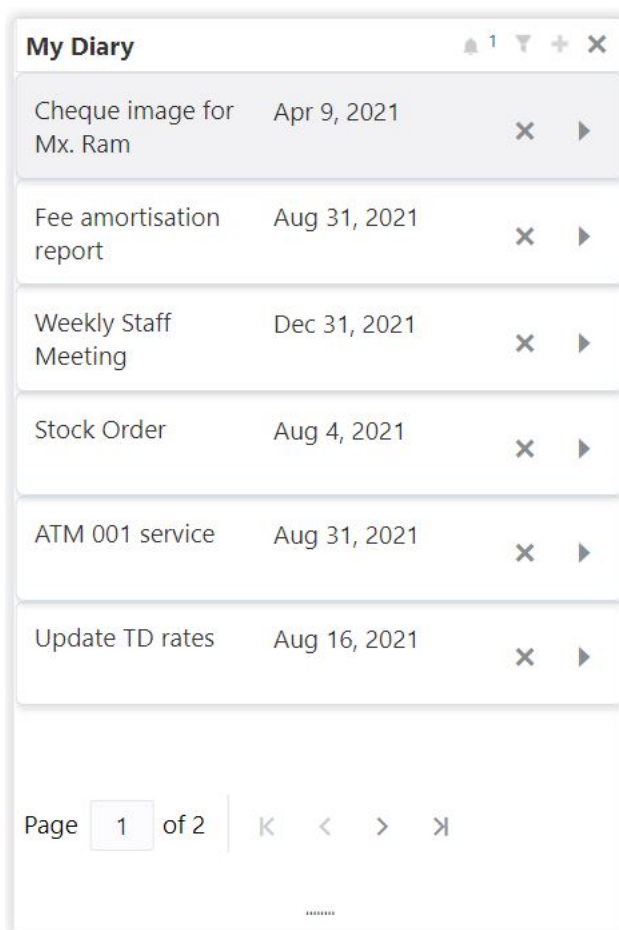 My Diary 1
Cheque image for Apr 9, 2021
Mx. Ram
Fee amortisation Aug 31, 2021
report
Weekly Staff Dec 31, 2021
Meeting
Stock Order Aug 4, 2021
ATM 001 service Aug 31, 2021
Update TD rates Aug 16, 2021
Page 1 of 2